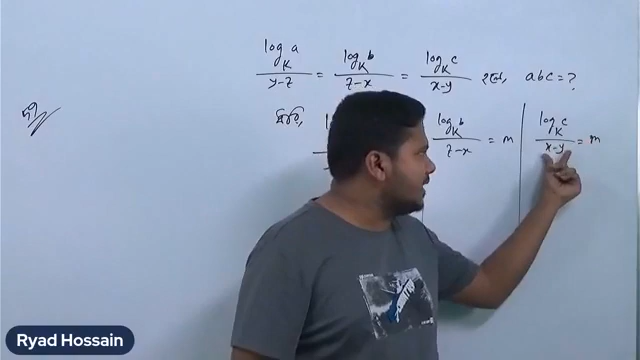 log_K a / y-z = log_K b / z-x = log_K c / x-y হলে, abc = ?
ধরি, log_K b / z-x = m | log_K c / x-y = m
Ryad Hossain